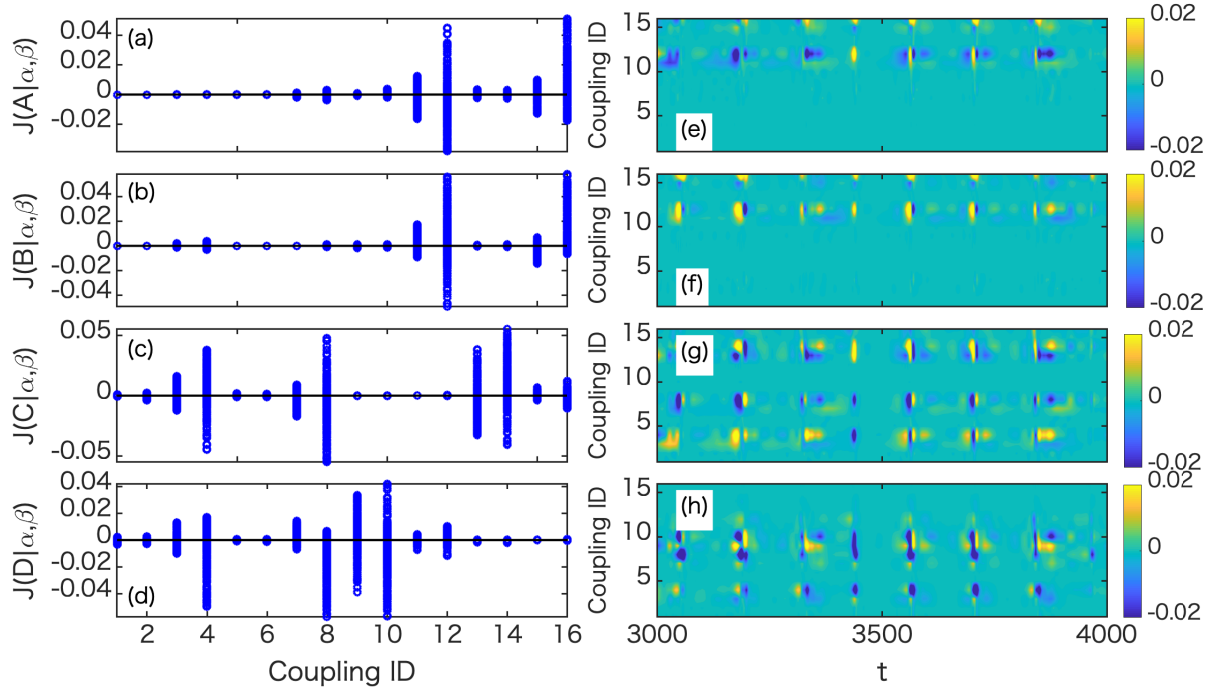 J(A|α,β)
0.04
0.02
0
-0.02
(a)
J(B|α,β)
0.04
0.02
0
-0.02
-0.04
(b)
J(C|α,β)
0.05
0
-0.05
(c)
J(D|α,β)
0.04
0.02
0
-0.02
-0.04
(d)
2 4 6 8 10 12 14 16
Coupling ID
Coupling ID
15
10
5
(e)
0.02
0
-0.02
Coupling ID
15
10
5
(f)
0.02
0
-0.02
Coupling ID
15
10
5
(g)
0.02
0
-0.02
Coupling ID
15
10
5
(h)
0.02
0
-0.02
3000 3500 4000
t